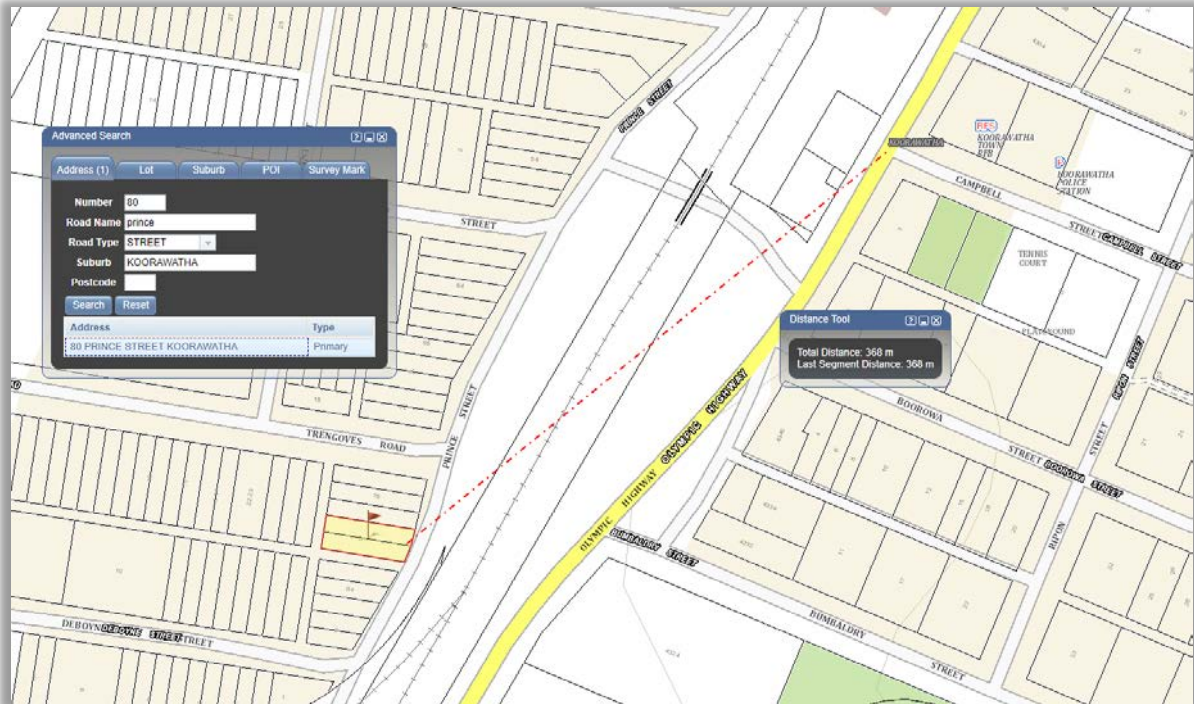 Advanced Search
Address (1)
Lot
Suburb
POI
Survey Mark
Number 80
Road Name prince
Road Type STREET
Suburb KOORAWATHA
Postcode
Search
Reset
Address Type
80 PRINCE STREET KOORAWATHA Primary
PRINCE STREET
STREET
KOORAWATHA
RES
KOORAWATHA
TOWN
RFB
KOORAWATHA
POLICE
STATION
CAMPBELL
STREET
CAMPBELL STREET
TENNIS
COURT
PLAYGROUND
Distance Tool
Total Distance: 368 m
Last Segment Distance: 368 m
RIPON STREET
STREET
RIPON
BOOROWA
STREET
BOOROWA STREET
OLYMPIC HIGHWAY
OLYMPIC HIGHWAY
TRENGOVES ROAD
PRINCE STREET
BUMBALDRY STREET
BUMBALDRY
STREET
DEBOYNE STREET